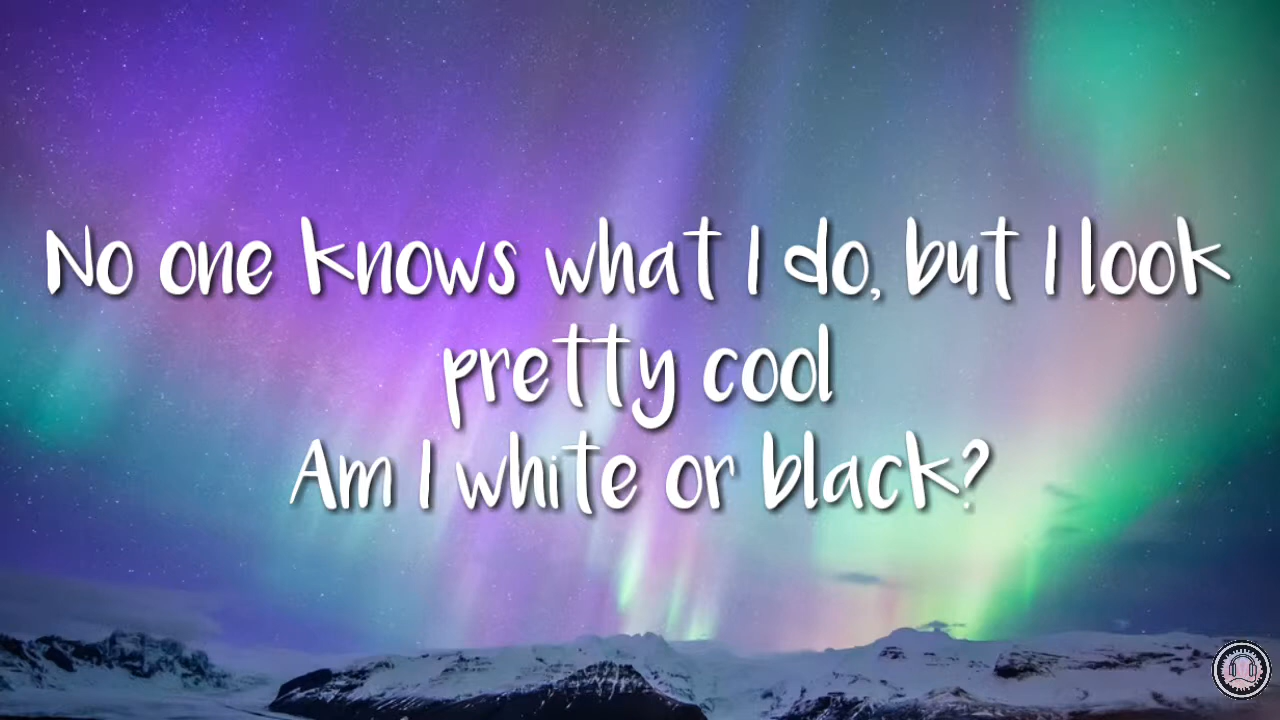 No one knows what I do, but I look
pretty cool
Am I white or black?